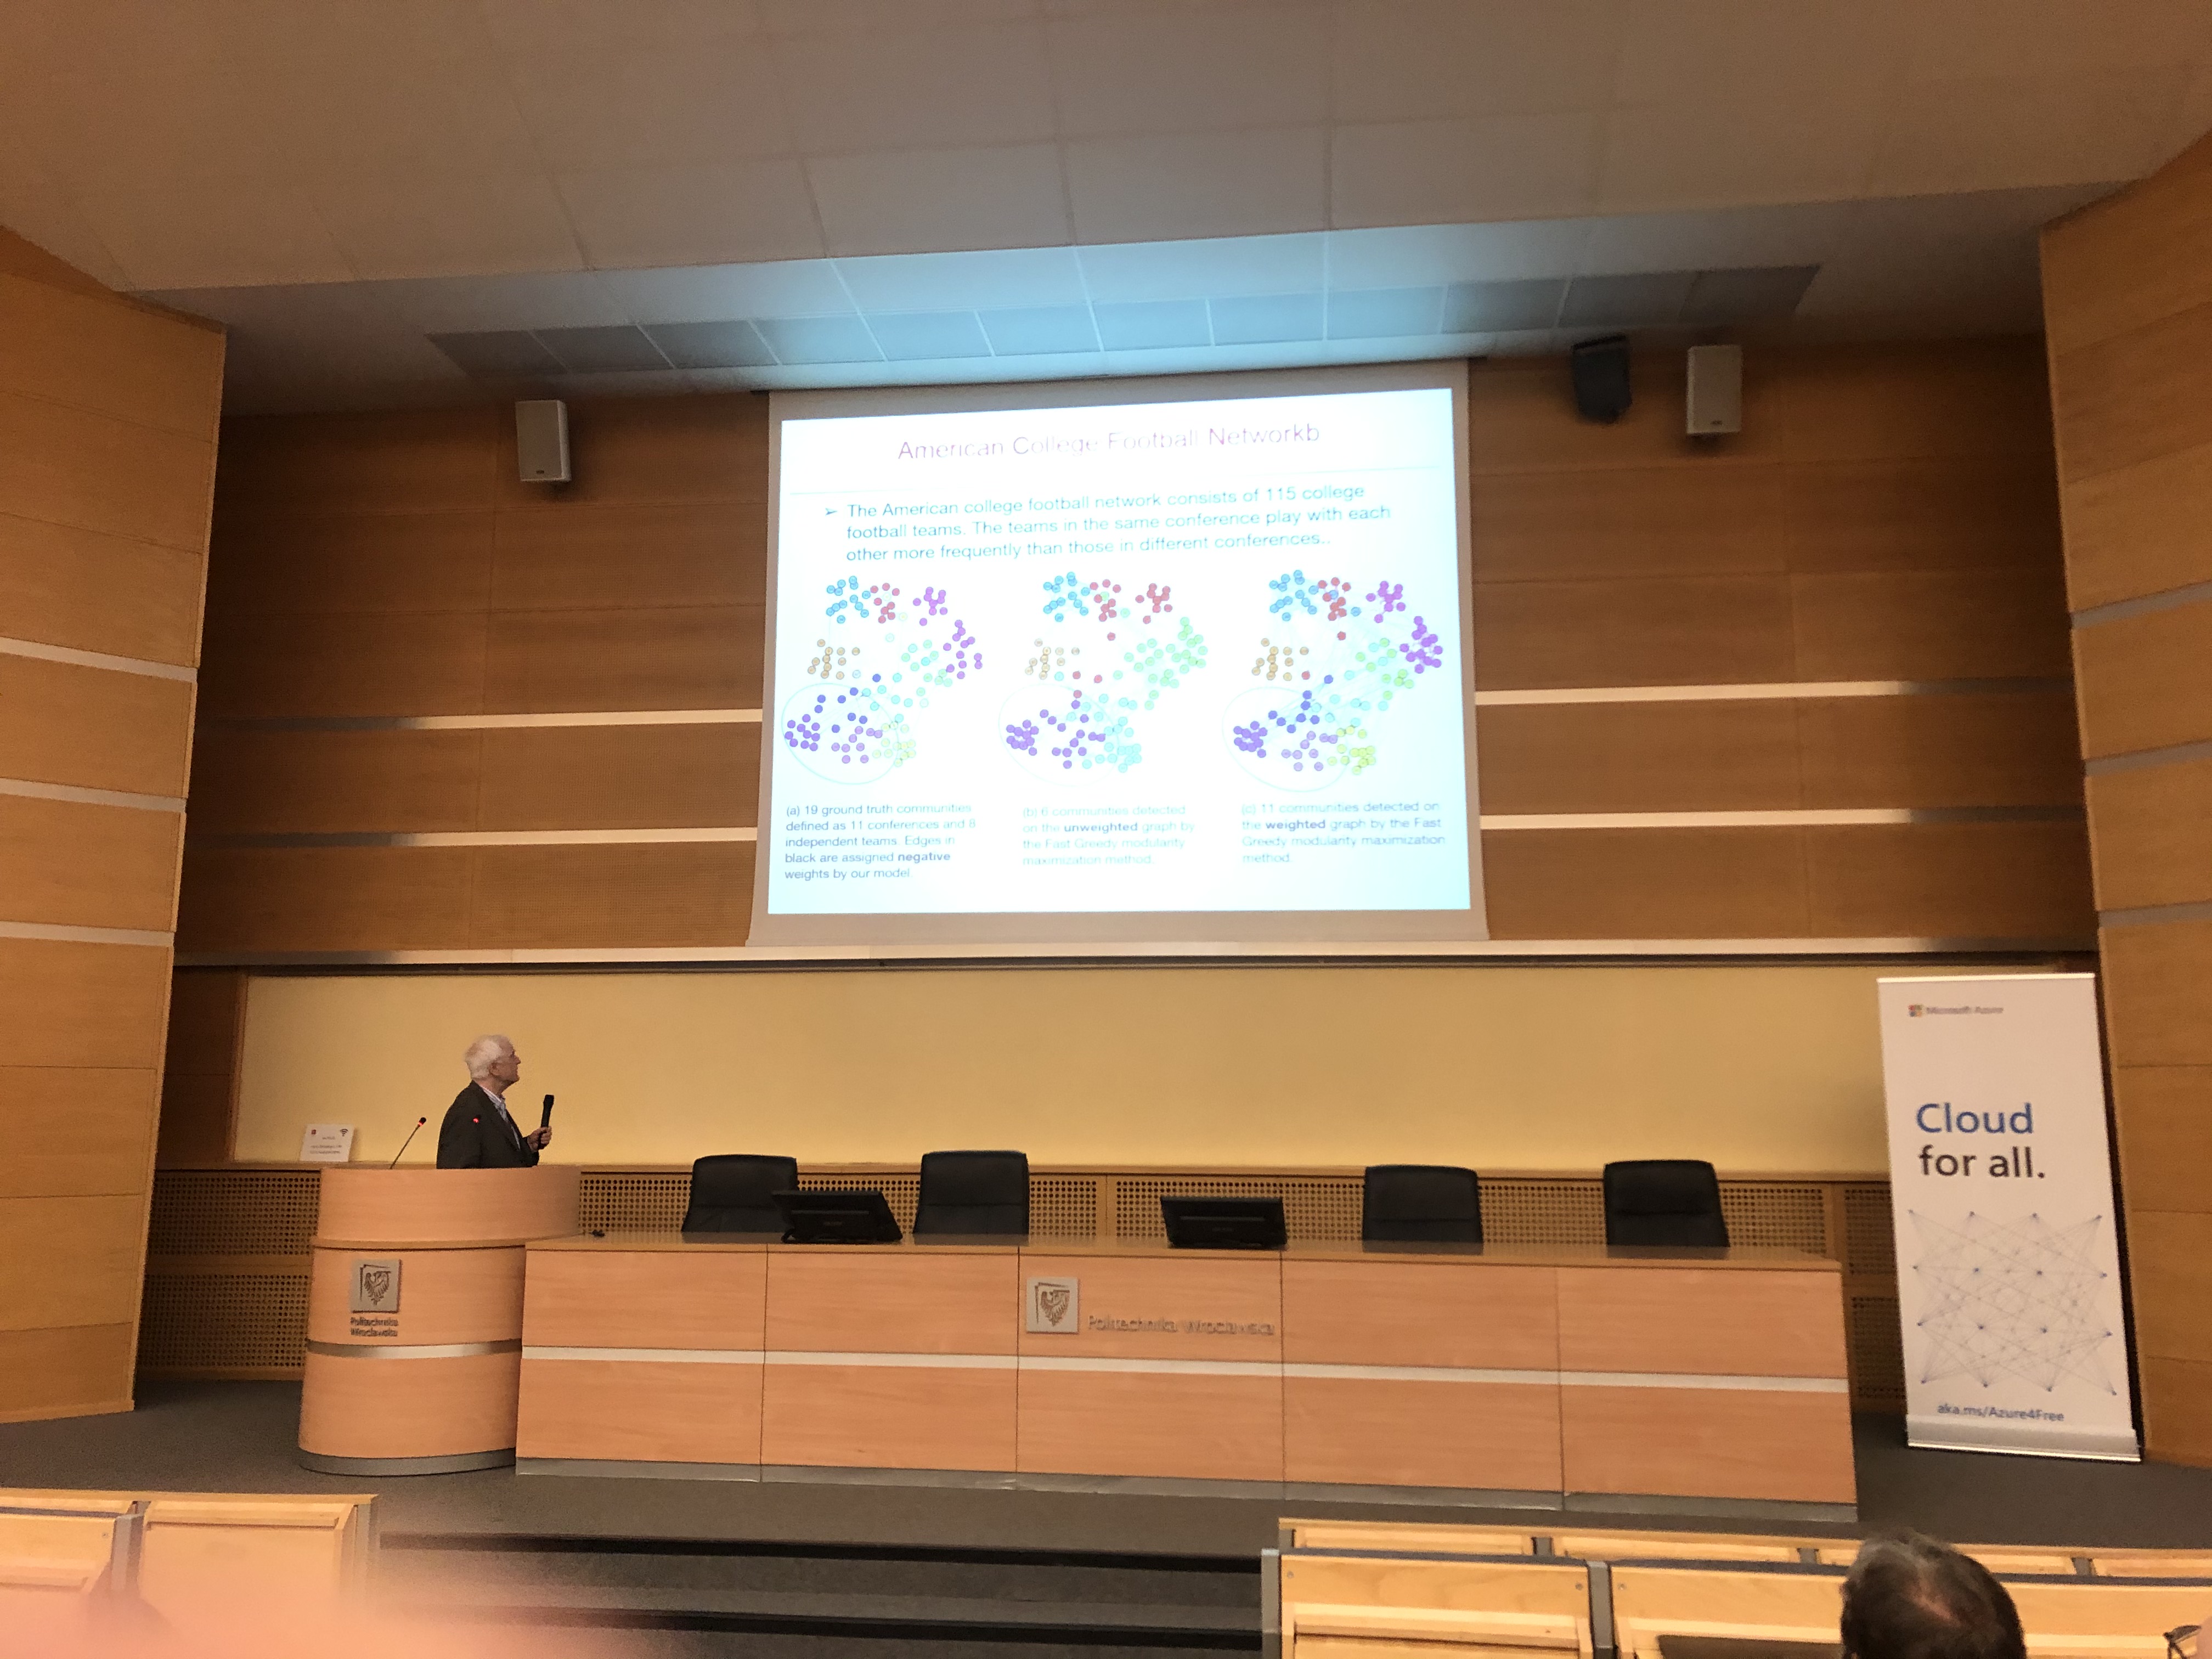 American College Football Networkb
➢ The American college football network consists of 115 college
football teams. The teams in the same conference play with each
other more frequently than those in different conferences..
(a) 19 ground truth communities
defined as 11 conferences and 8
independent teams. Edges in
black are assigned negative
weights by our model
(b) 6 communities detected
on the unweighted graph by
the Fast Greedy modularity
maximization method.
(c) 11 communities detected on
the weighted graph by the Fast
Greedy modularity maximization
method
Microsoft Azure
Cloud
for all.
aka.ms/Azure4Free
Politechnika
Wrocławska
Politechnika Wrocławska